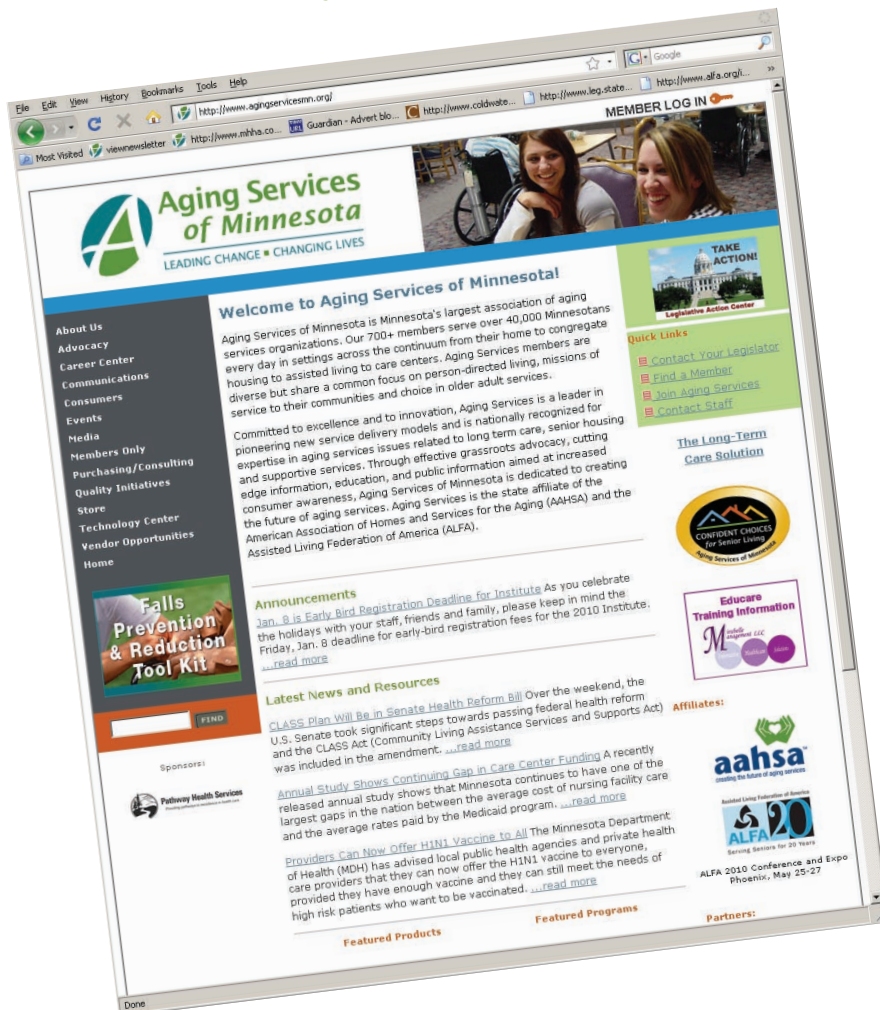 File Edit View History Bookmarks Tools Help
http://www.agingservicesmn.org/
Google
Most Visited viewnewsletter http://www.mhha.co... Guardian - Advert blo... http://www.coldwate... http://www.leg.state... http://www.alfa.org/i... »
MEMBER LOG IN
Aging Services
of Minnesota
LEADING CHANGE ▪ CHANGING LIVES
About Us
Advocacy
Career Center
Communications
Consumers
Events
Media
Members Only
Purchasing/Consulting
Quality Initiatives
Store
Technology Center
Vendor Opportunities
Home
Falls
Prevention
& Reduction
Tool Kit
FIND
Sponsors:
Pathway Health Services
Welcome to Aging Services of Minnesota!
Aging Services of Minnesota is Minnesota's largest association of aging
services organizations. Our 700+ members serve over 40,000 Minnesotans
every day in settings across the continuum from their home to congregate
housing to assisted living to care centers. Aging Services members are
diverse but share a common focus on person-directed living, missions of
service to their communities and choice in older adult services.
Committed to excellence and to innovation, Aging Services is a leader in
pioneering new service delivery models and is nationally recognized for
expertise in aging services issues related to long term care, senior housing
and supportive services. Through effective grassroots advocacy, cutting
edge information, education, and public information aimed at increased
consumer awareness, Aging Services of Minnesota is dedicated to creating
the future of aging services. Aging Services is the state affiliate of the
American Association of Homes and Services for the Aging (AAHSA) and the
Assisted Living Federation of America (ALFA).
Announcements
Jan. 8 is Early Bird Registration Deadline for Institute As you celebrate
the holidays with your staff, friends and family, please keep in mind the
Friday, Jan. 8 deadline for early-bird registration fees for the 2010 Institute.
...read more
Latest News and Resources
CLASS Plan Will Be in Senate Health Reform Bill Over the weekend, the
U.S. Senate took significant steps towards passing federal health reform
and the CLASS Act (Community Living Assistance Services and Supports Act)
was included in the amendment. ...read more
Annual Study Shows Continuing Gap in Care Center Funding A recently
released annual study shows that Minnesota continues to have one of the
largest gaps in the nation between the average cost of nursing facility care
and the average rates paid by the Medicaid program. ...read more
Providers Can Now Offer H1N1 Vaccine to All The Minnesota Department
of Health (MDH) has advised local public health agencies and private health
care providers that they can now offer the H1N1 vaccine to everyone,
provided they have enough vaccine and they can still meet the needs of
high risk patients who want to be vaccinated. ...read more
Featured Products
Featured Programs
TAKE
ACTION!
Legislative Action Center
Quick Links
Contact Your Legislator
Find a Member
Join Aging Services
Contact Staff
The Long-Term
Care Solution
CONFIDENT CHOICES
for Senior Living
Aging Services of Minnesota
Educare
Training Information
Management LLC
Affiliates:
aahsa
creating the future of aging services
Assisted Living Federation of America
ALFA 20
Serving Seniors for 20 Years
ALFA 2010 Conference and Expo
Phoenix, May 25-27
Partners:
Done